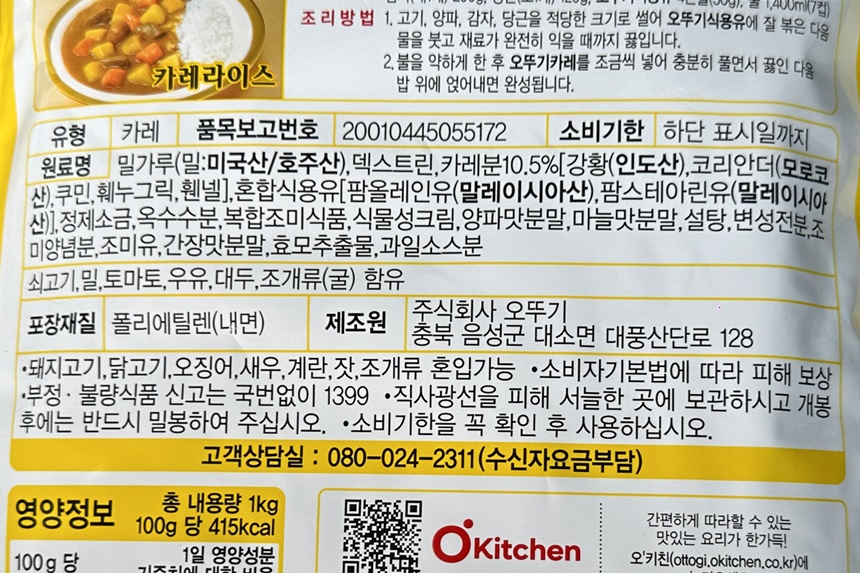 물 1,400ml(7컵)
조리방법 1. 고기, 양파, 감자, 당근을 적당한 크기로 썰어 오뚜기식용유에 잘 볶은 다음
물을 붓고 재료가 완전히 익을 때까지 끓입니다.
2. 불을 약하게 한 후 오뚜기카레를 조금씩 넣어 충분히 풀면서 끓인 다음
밥 위에 얹어내면 완성됩니다.
카레라이스
유형 카레 품목보고번호 20010445055172 소비기한 하단 표시일까지
원료명 밀가루(밀:미국산/호주산),덱스트린,카레분10.5%[강황(인도산),코리안더(모로코
산),쿠민,훼누그릭,휀넬],혼합식용유[팜올레인유(말레이시아산),팜스테아린유(말레이시아
산)],정제소금,옥수수분,복합조미식품,식물성크림,양파맛분말,마늘맛분말,설탕,변성전분,조
미양념분,조미유,간장맛분말,효모추출물,과일소스분
쇠고기,밀,토마토,우유,대두,조개류(굴) 함유
포장재질 폴리에틸렌(내면) 제조원 주식회사 오뚜기
충북 음성군 대소면 대풍산단로 128
•돼지고기,닭고기,오징어,새우,계란,잣,조개류 혼입가능 •소비자기본법에 따라 피해 보상
•부정·불량식품 신고는 국번없이 1399 •직사광선을 피해 서늘한 곳에 보관하시고 개봉
후에는 반드시 밀봉하여 주십시오. •소비기한을 꼭 확인 후 사용하십시오.
고객상담실 : 080-024-2311(수신자요금부담)
영양정보 총 내용량 1kg
100g 당 415kcal
100g 당 1일 영양성분
O'Kitchen
간편하게 따라할 수 있는
맛있는 요리가 한가득!
오'키친(ottogi.okitchen.co.kr)에